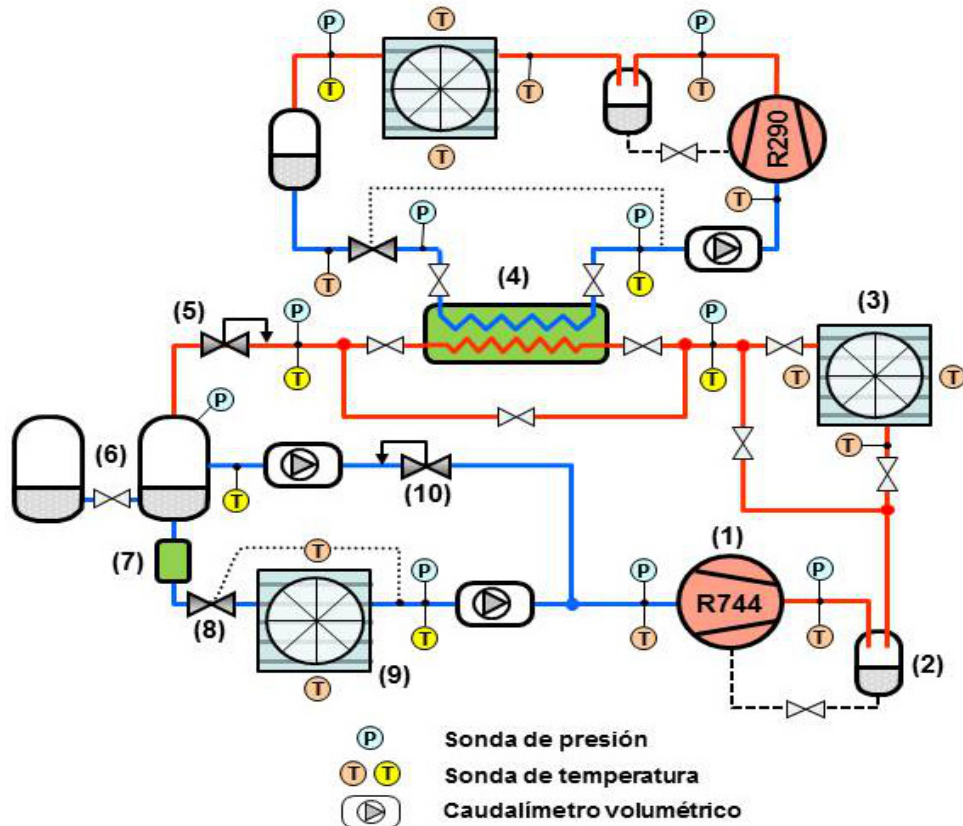 T
P
P
T
T
T
T
R290
T
P
P
T
T
T
(4)
(5)
P
P
(3)
T
T
T
T
P
T
(6)
T
(10)
(1)
(7)
T
P
P
P
R744
(8)
T
T
T
(2)
T
(9)
P
Sonda de presión
T T
Sonda de temperatura
Caudalímetro volumétrico